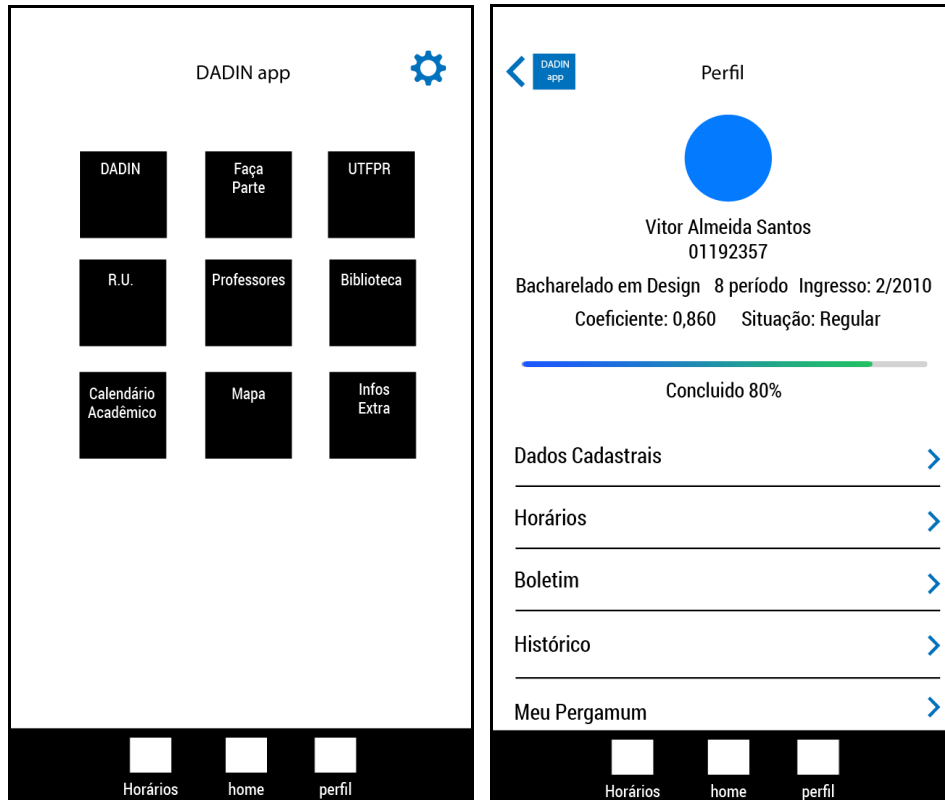 DADIN app
DADIN
Faça
Parte
UTFPR
R.U.
Professores
Biblioteca
Calendário
Acadêmico
Mapa
Infos
Extra
Horários
home
perfil
DADIN
app
Perfil
Vitor Almeida Santos
01192357
Bacharelado em Design 8 período Ingresso: 2/2010
Coeficiente: 0,860 Situação: Regular
Concluido 80%
Dados Cadastrais
Horários
Boletim
Histórico
Meu Pergamum
Horários
home
perfil